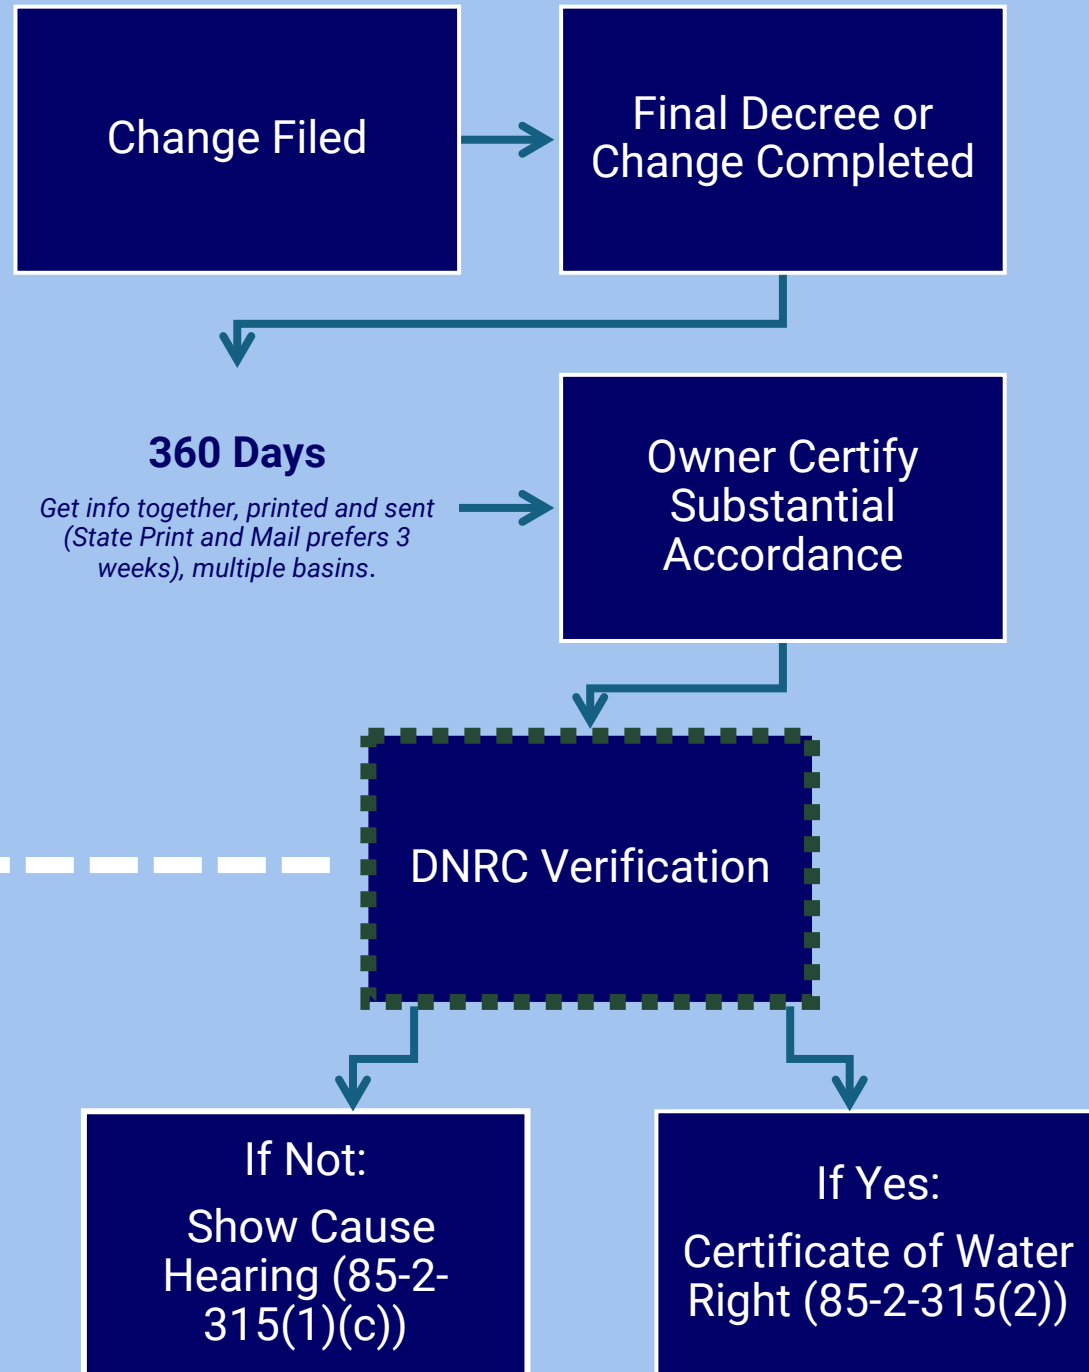 Change Filed
Final Decree or
Change Completed
360 Days
Get info together, printed and sent
(State Print and Mail prefers 3
weeks), multiple basins.
Owner Certify
Substantial
Accordance
DNRC Verification
If Not:
Show Cause
Hearing (85-2-
315(1)(c))
If Yes:
Certificate of Water
Right (85-2-315(2))